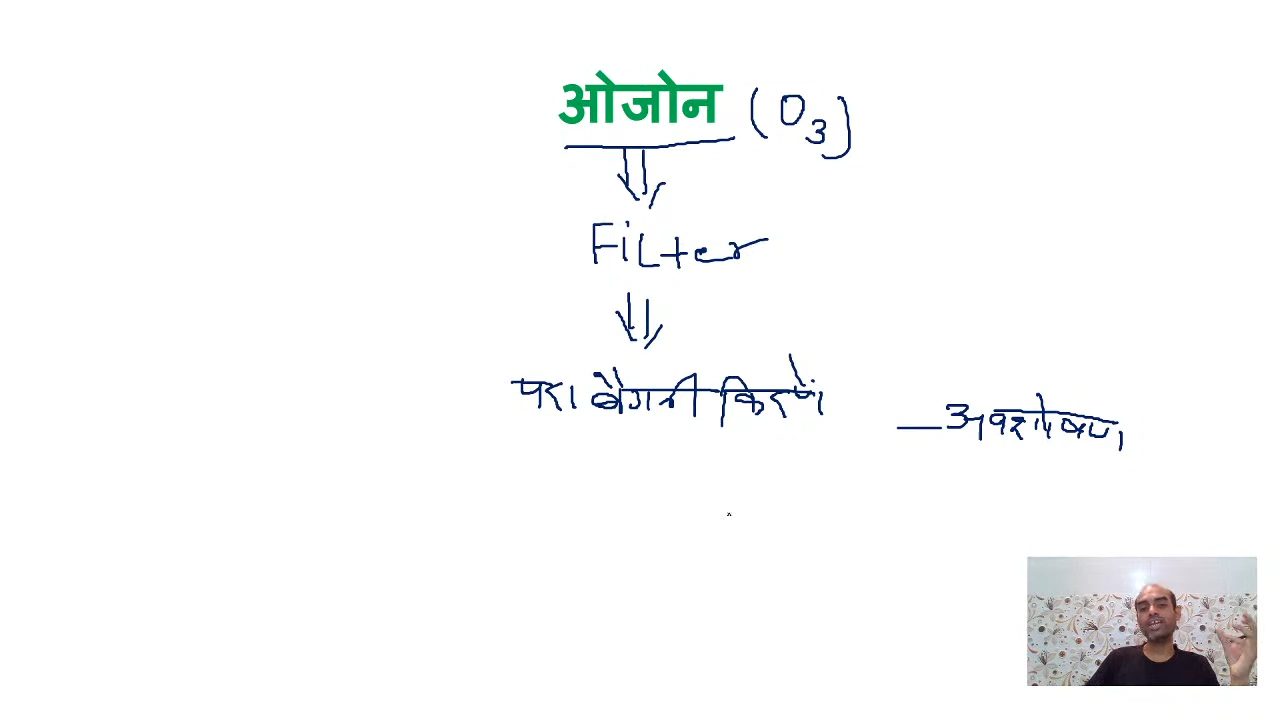 ओजोन (O3)
Filter
परा बैगनी किरणें
— अवशोषण